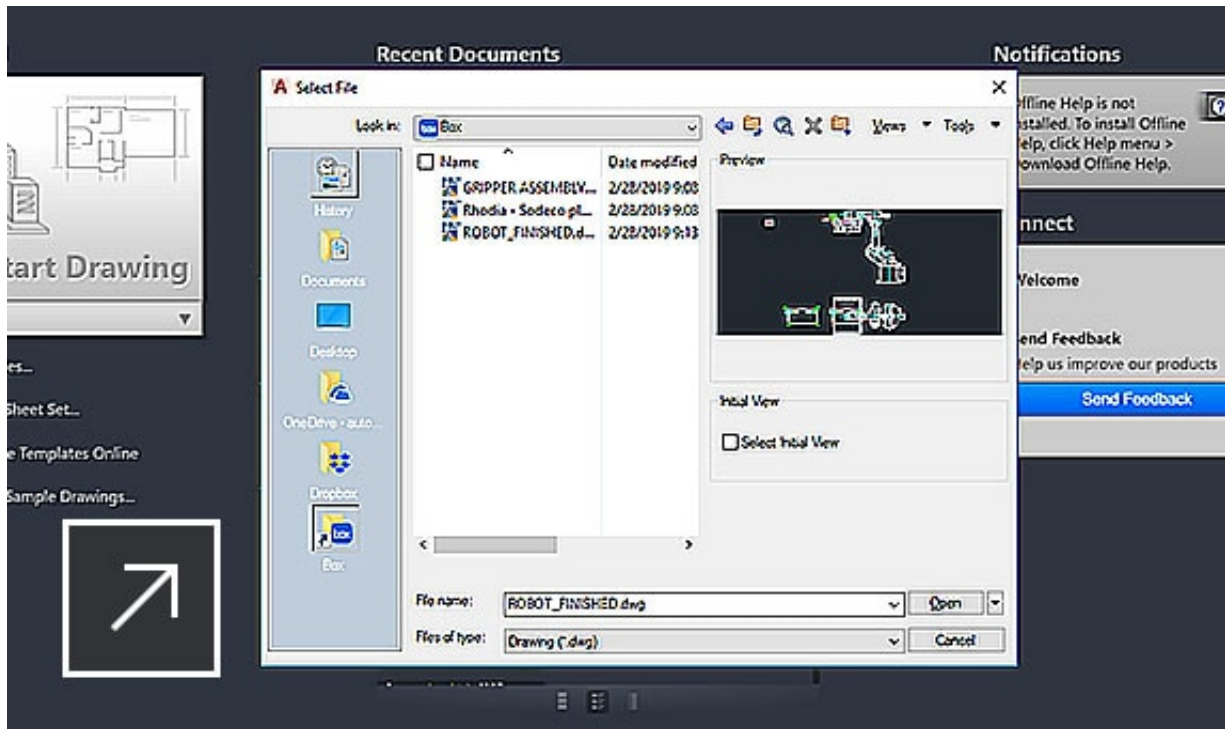 Recent Documents
Notifications
Select File
Look in:
Box
Views
Tools
Name
Date modified
Preview
GRIPPER ASSEMBLY...
2/28/2019 9:03
Rhodia - Sodeco pl...
2/28/2019 9:03
ROBOT_FINISHED.d...
2/28/2019 9:13
History
Documents
Desktop
OneDrive - auto...
Dropbox
box
Box
Initial View
Select Initial View
File name:
ROBOT_FINISHED.dwg
Open
Files of type:
Drawing (*.dwg)
Cancel
tart Drawing
es...
Sheet Set...
e Templates Online
Sample Drawings...
ffline Help is not
stalled. To install Offline
elp, click Help menu >
ownload Offline Help.
nnect
Velcome
end Feedback
elp us improve our products
Send Feedback